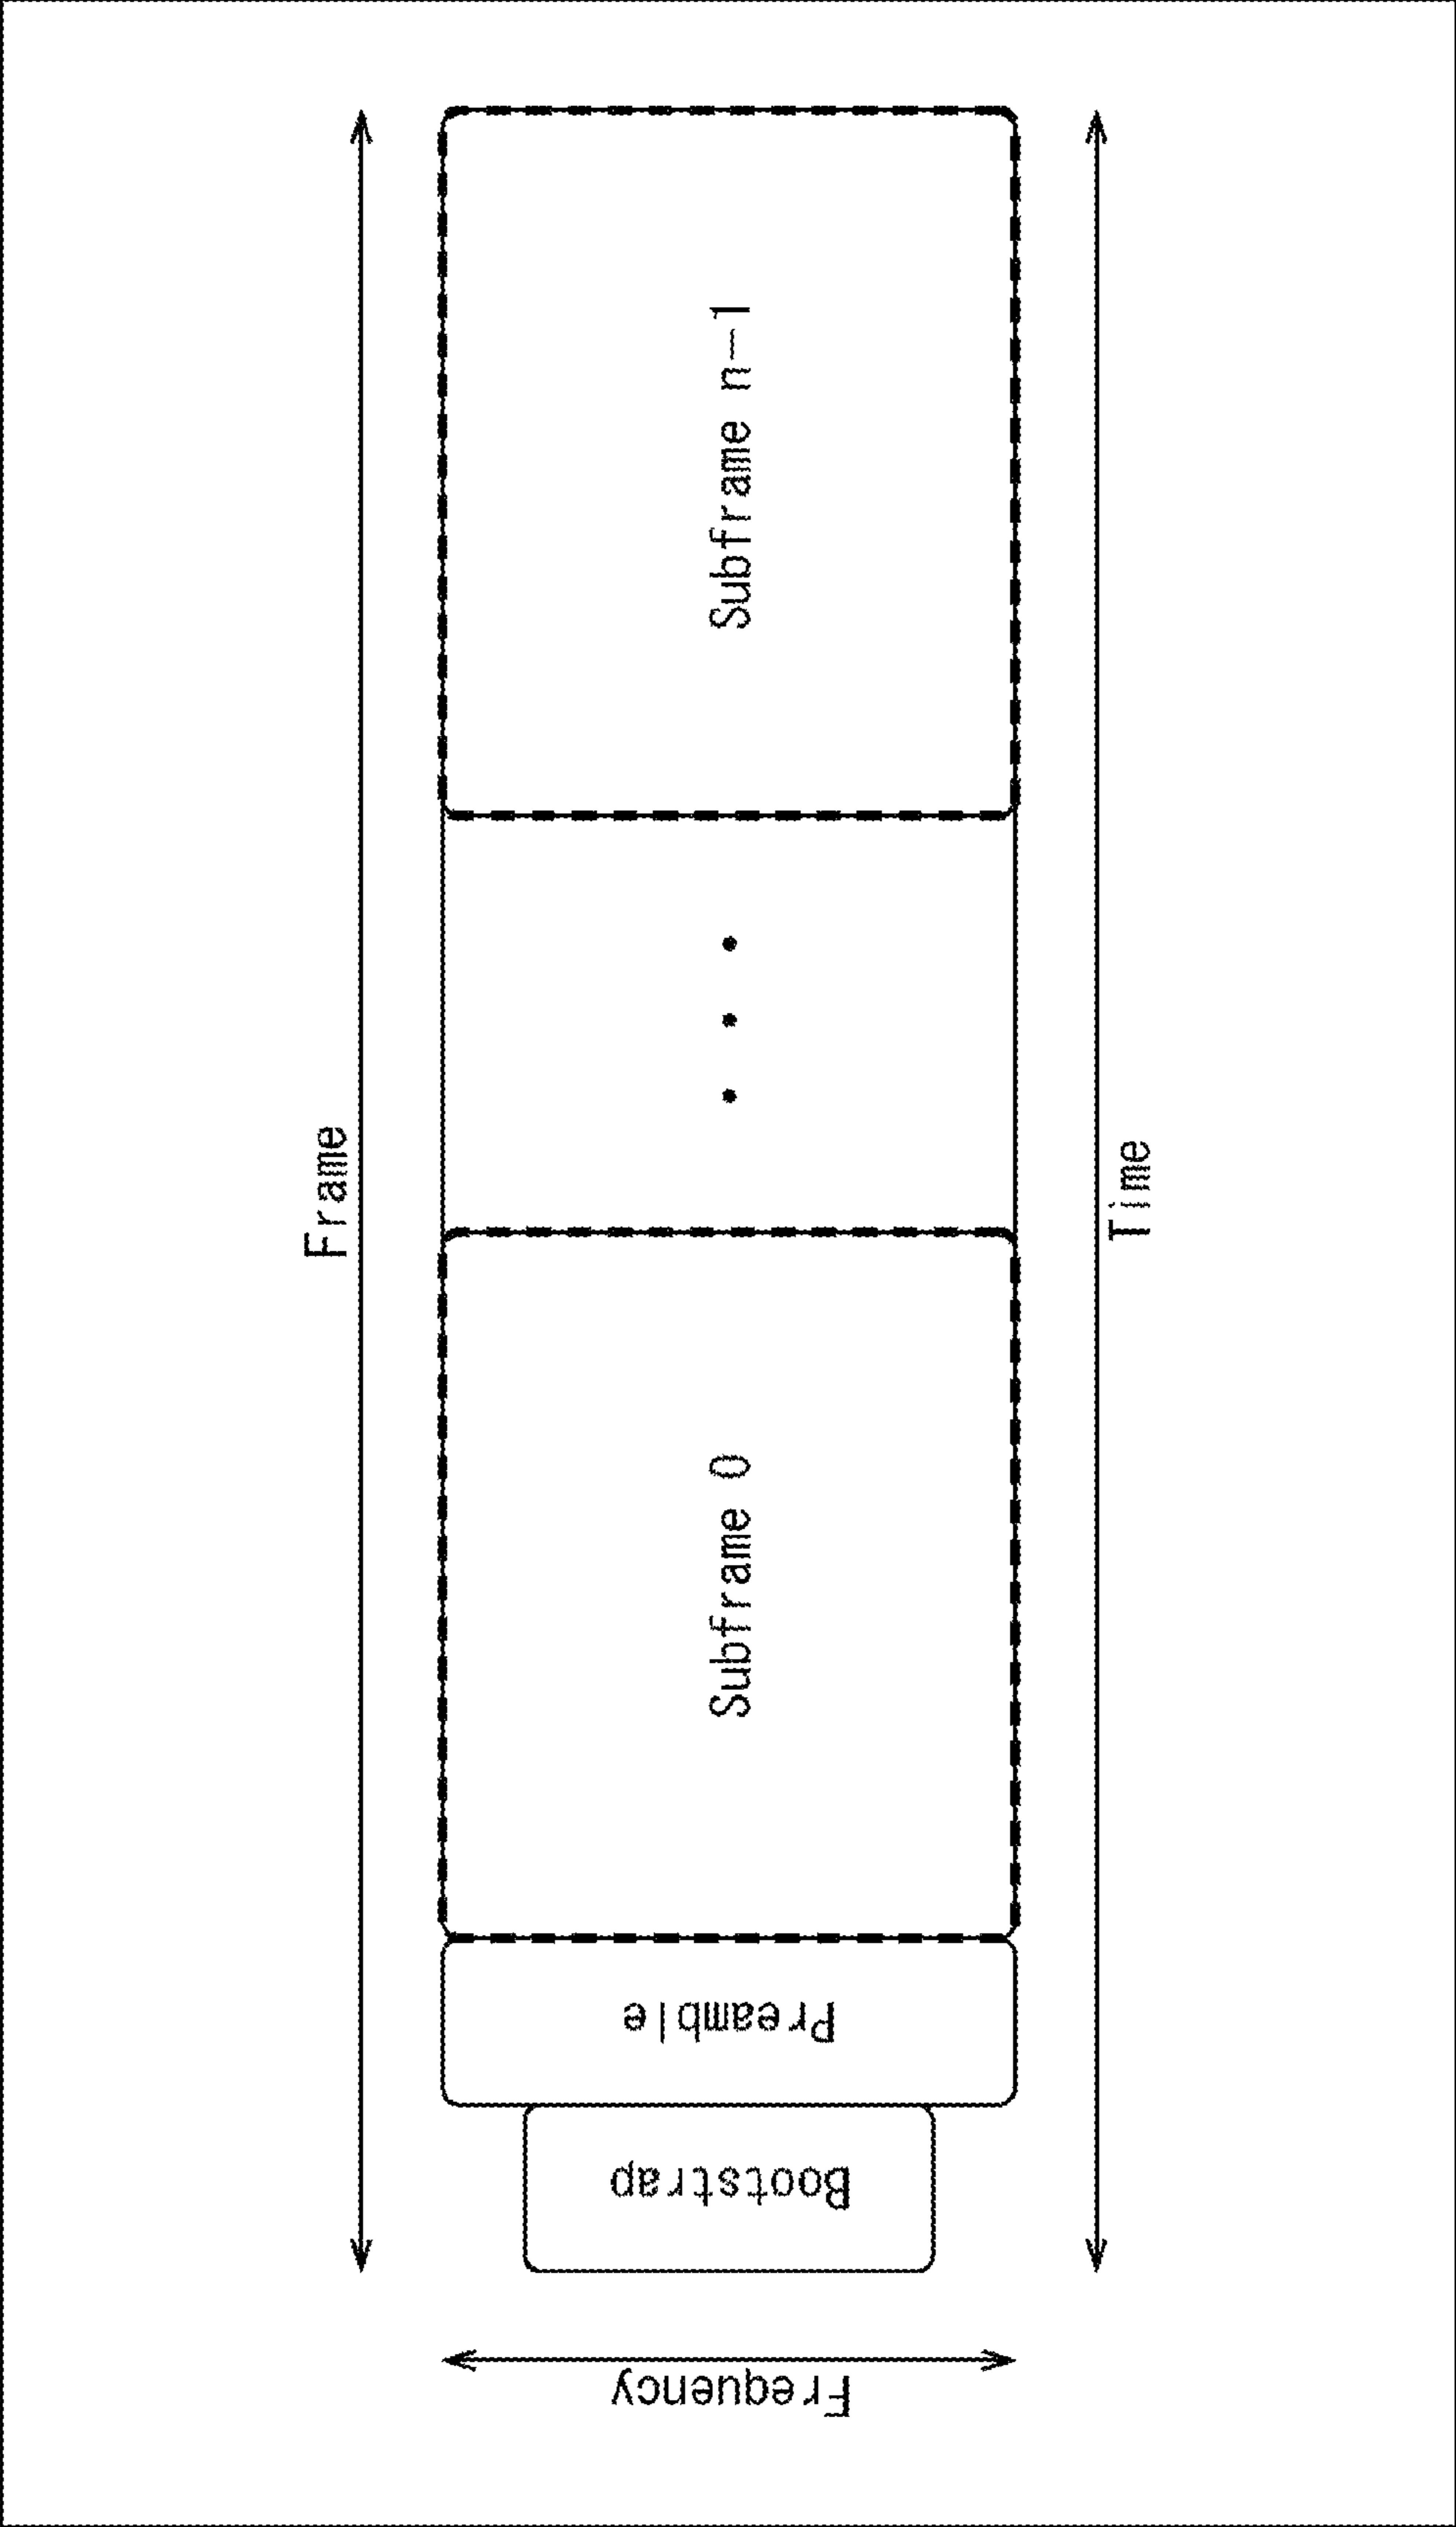 Frame
Frequency
Bootstrap
Preamble
Subframe 0
• • •
Subframe n-1
Time